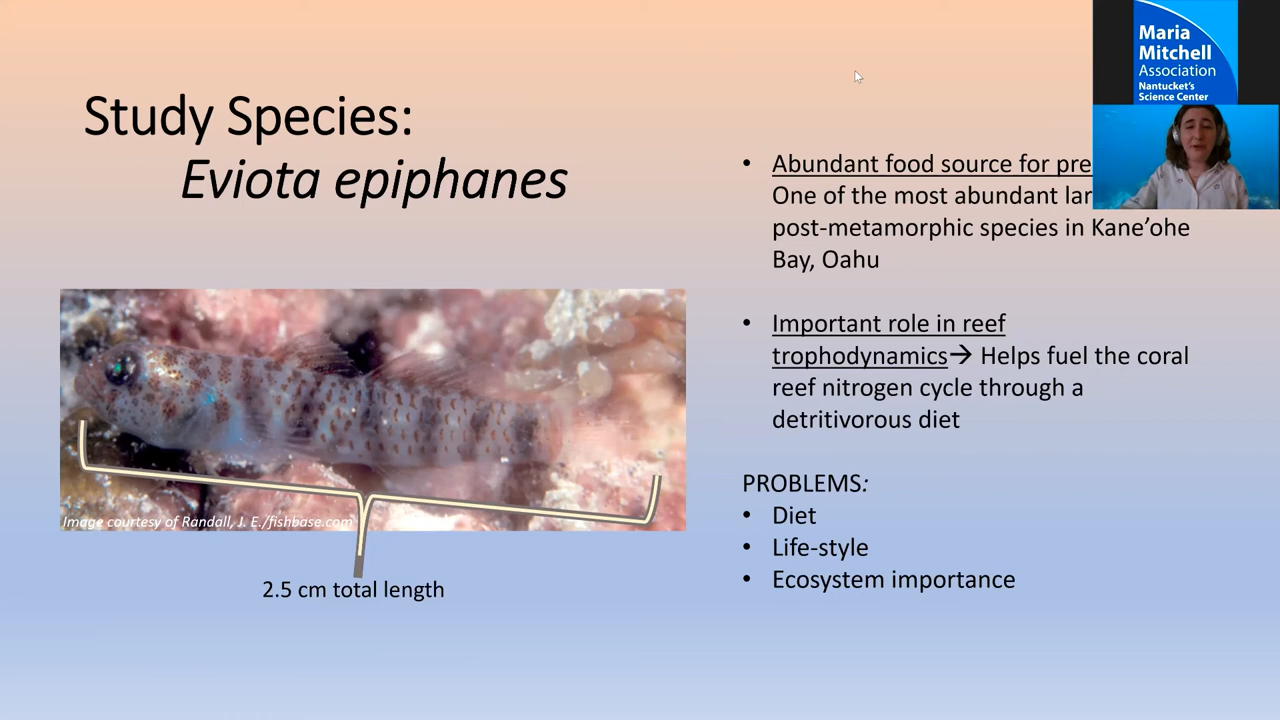 Study Species:
Eviota epiphanes
Image courtesy of Randall, J. E./fishbase.com
2.5 cm total length
• Abundant food source for
One of the most abundant
post-metamorphic species in Kane’ohe
Bay, Oahu
• Important role in reef
trophodynamics→ Helps fuel the coral
reef nitrogen cycle through a
detritivorous diet
PROBLEMS:
• Diet
• Life-style
• Ecosystem importance
Maria
Mitchell
Association
Nantucket's
Science Center